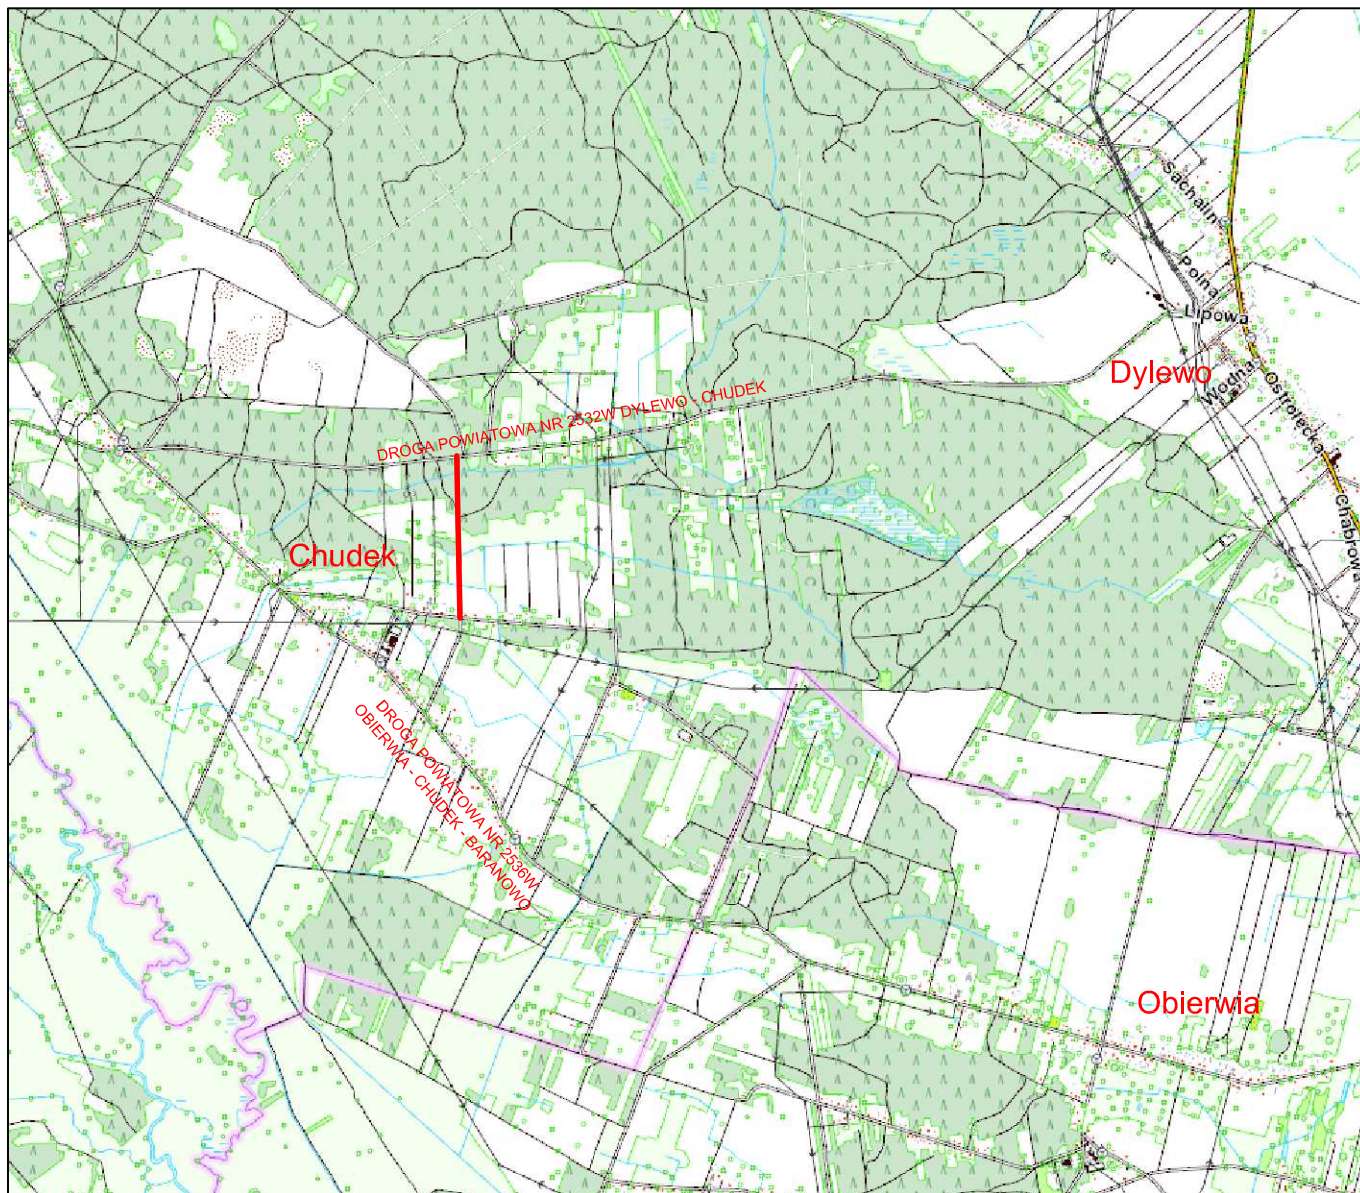 Sachalin
Polna
Lipowa
Dylewo
Wodna
Ostrołęcka
DROGA POWIATOWA NR 2532W DYLEWO - CHUDEK
Chabrowa
Chudek
DROGA POWIATOWA NR 2536W
OBIERWIA - CHUDEK - BARANOWO
Obierwia